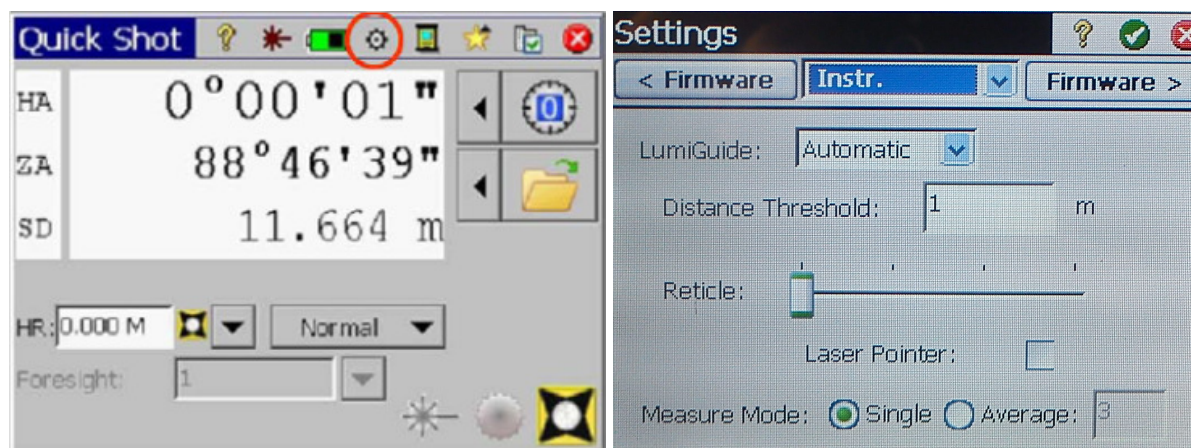 Quick Shot
HA 0°00'01"
0
ZA 88°46'39"
SD 11.664 m
HR: 0.000 M Normal
Foresight: 1
Settings
< Firmware Instr. Firmware >
LumiGuide: Automatic
Distance Threshold: 1 m
Reticle:
Laser Pointer:
Measure Mode: Single Average: 3